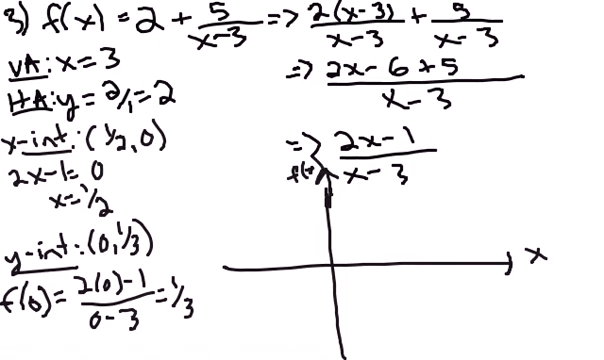 3) f(x) = 2 + 5/(x-3) => 2(x-3)/(x-3) + 5/(x-3)
VA: x = 3
=> (2x - 6 + 5)/(x - 3)
HA: y = 2/1 = 2
x-int: (1/2, 0)
=> (2x - 1)/(x - 3)
2x - 1 = 0
x = 1/2
y-int: (0, 1/3)
f(0) = (2(0) - 1)/(0 - 3) = 1/3
x